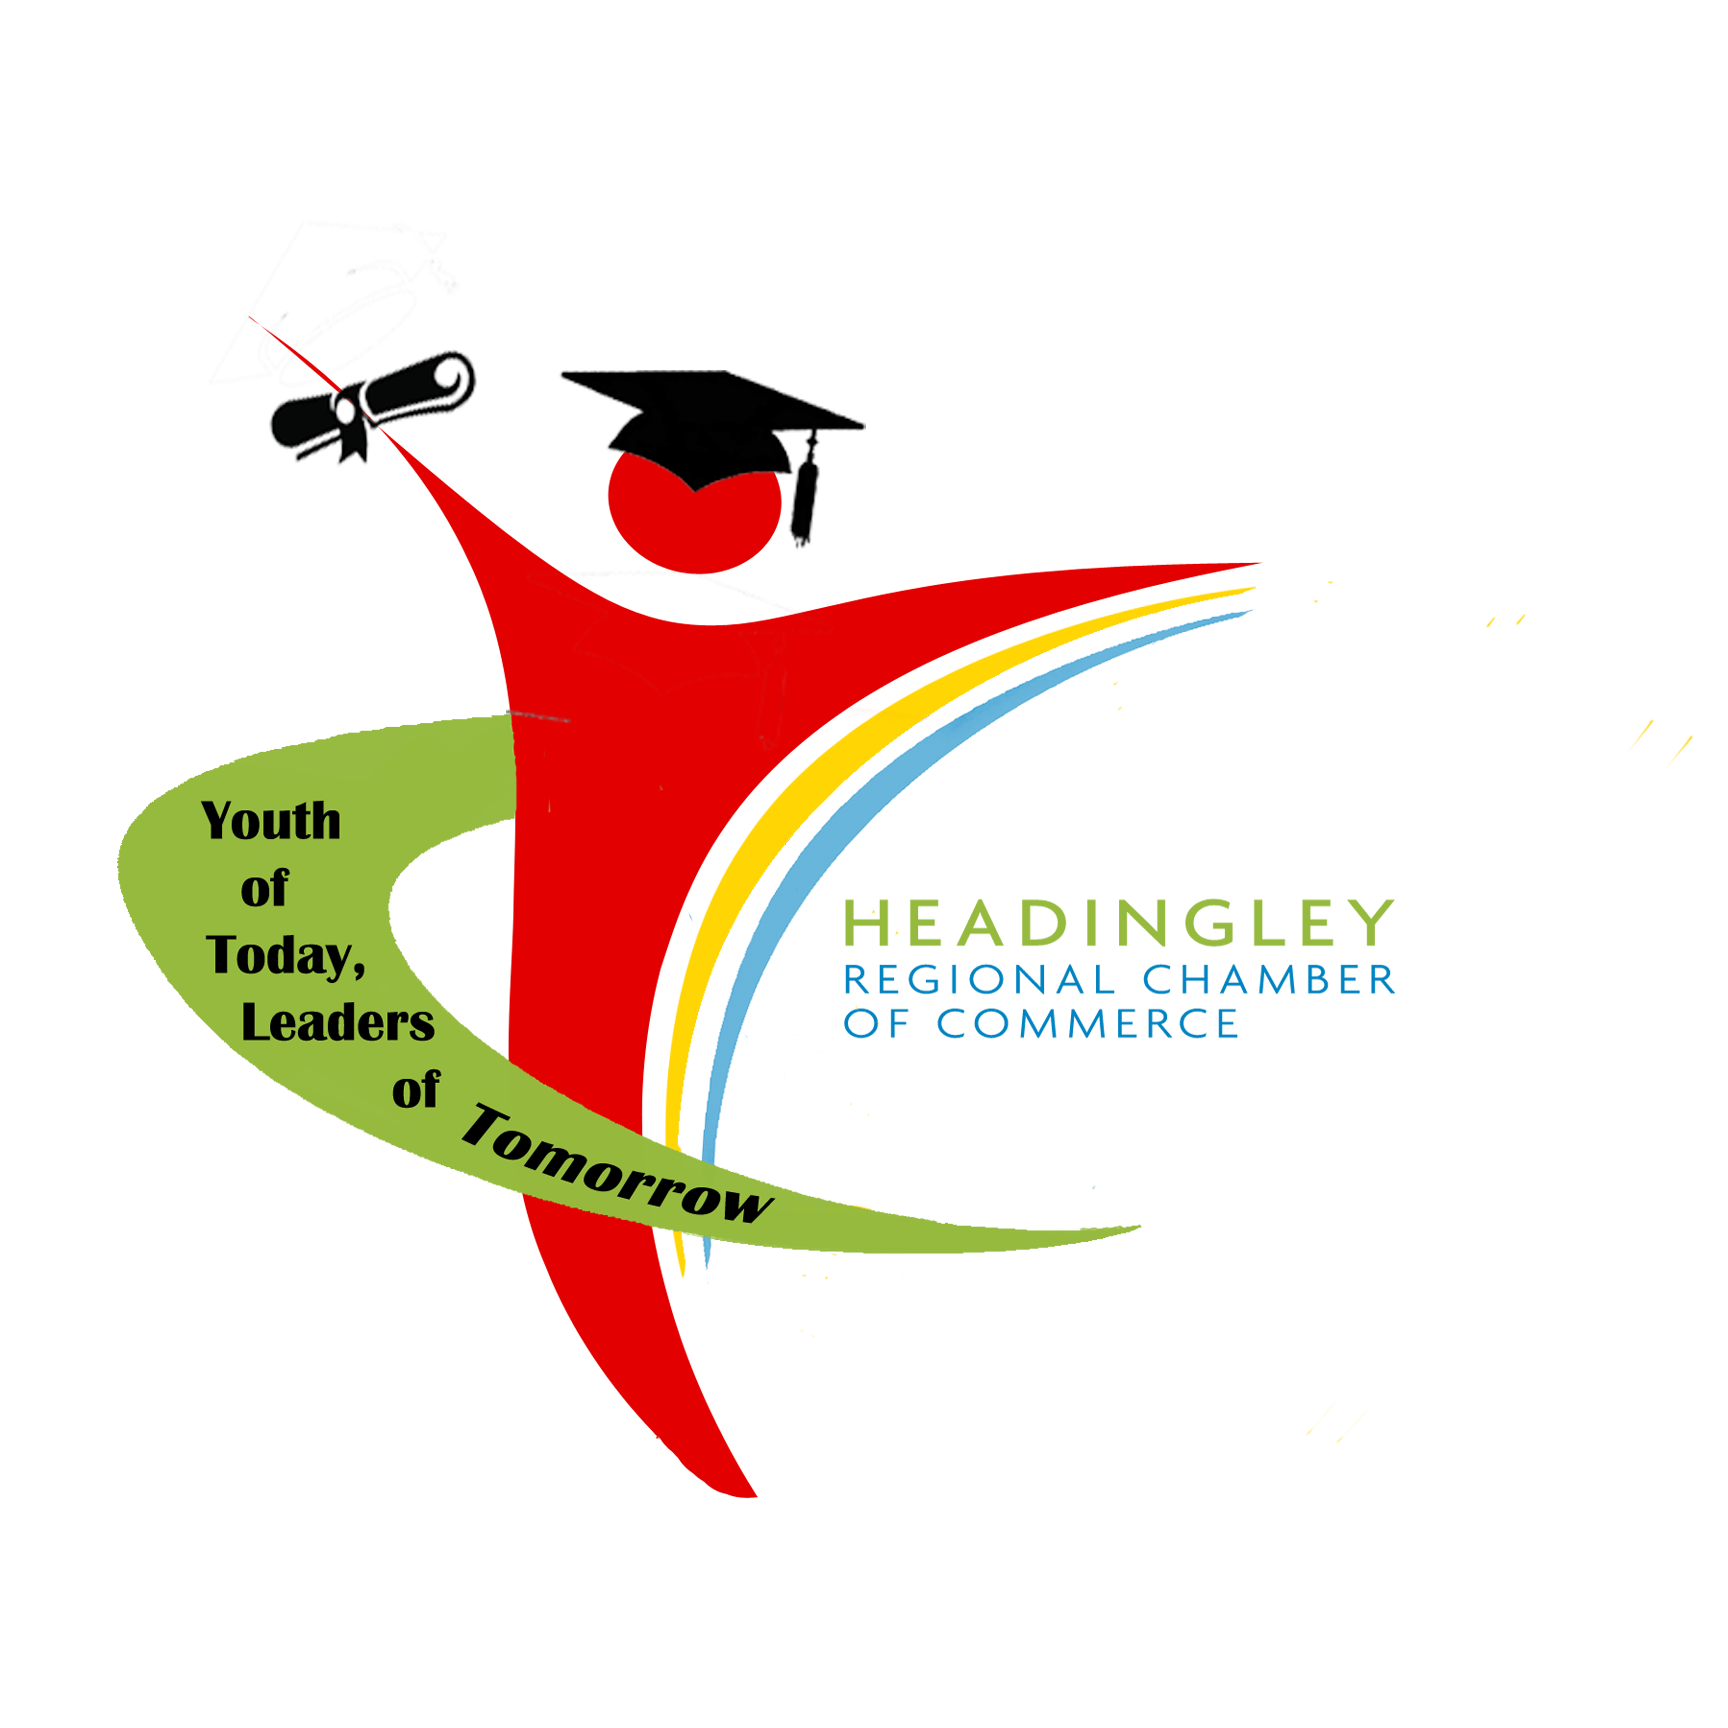 Youth
of
Today,
Leaders
of Tomorrow
HEADINGLEY
REGIONAL CHAMBER
OF COMMERCE